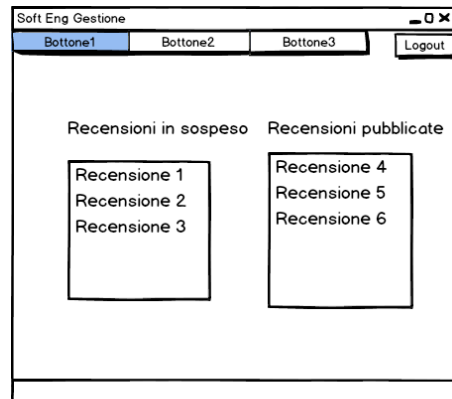 Soft Eng Gestione
Bottone1 Bottone2 Bottone3 Logout
Recensioni in sospeso
Recensione 1
Recensione 2
Recensione 3
Recensioni pubblicate
Recensione 4
Recensione 5
Recensione 6